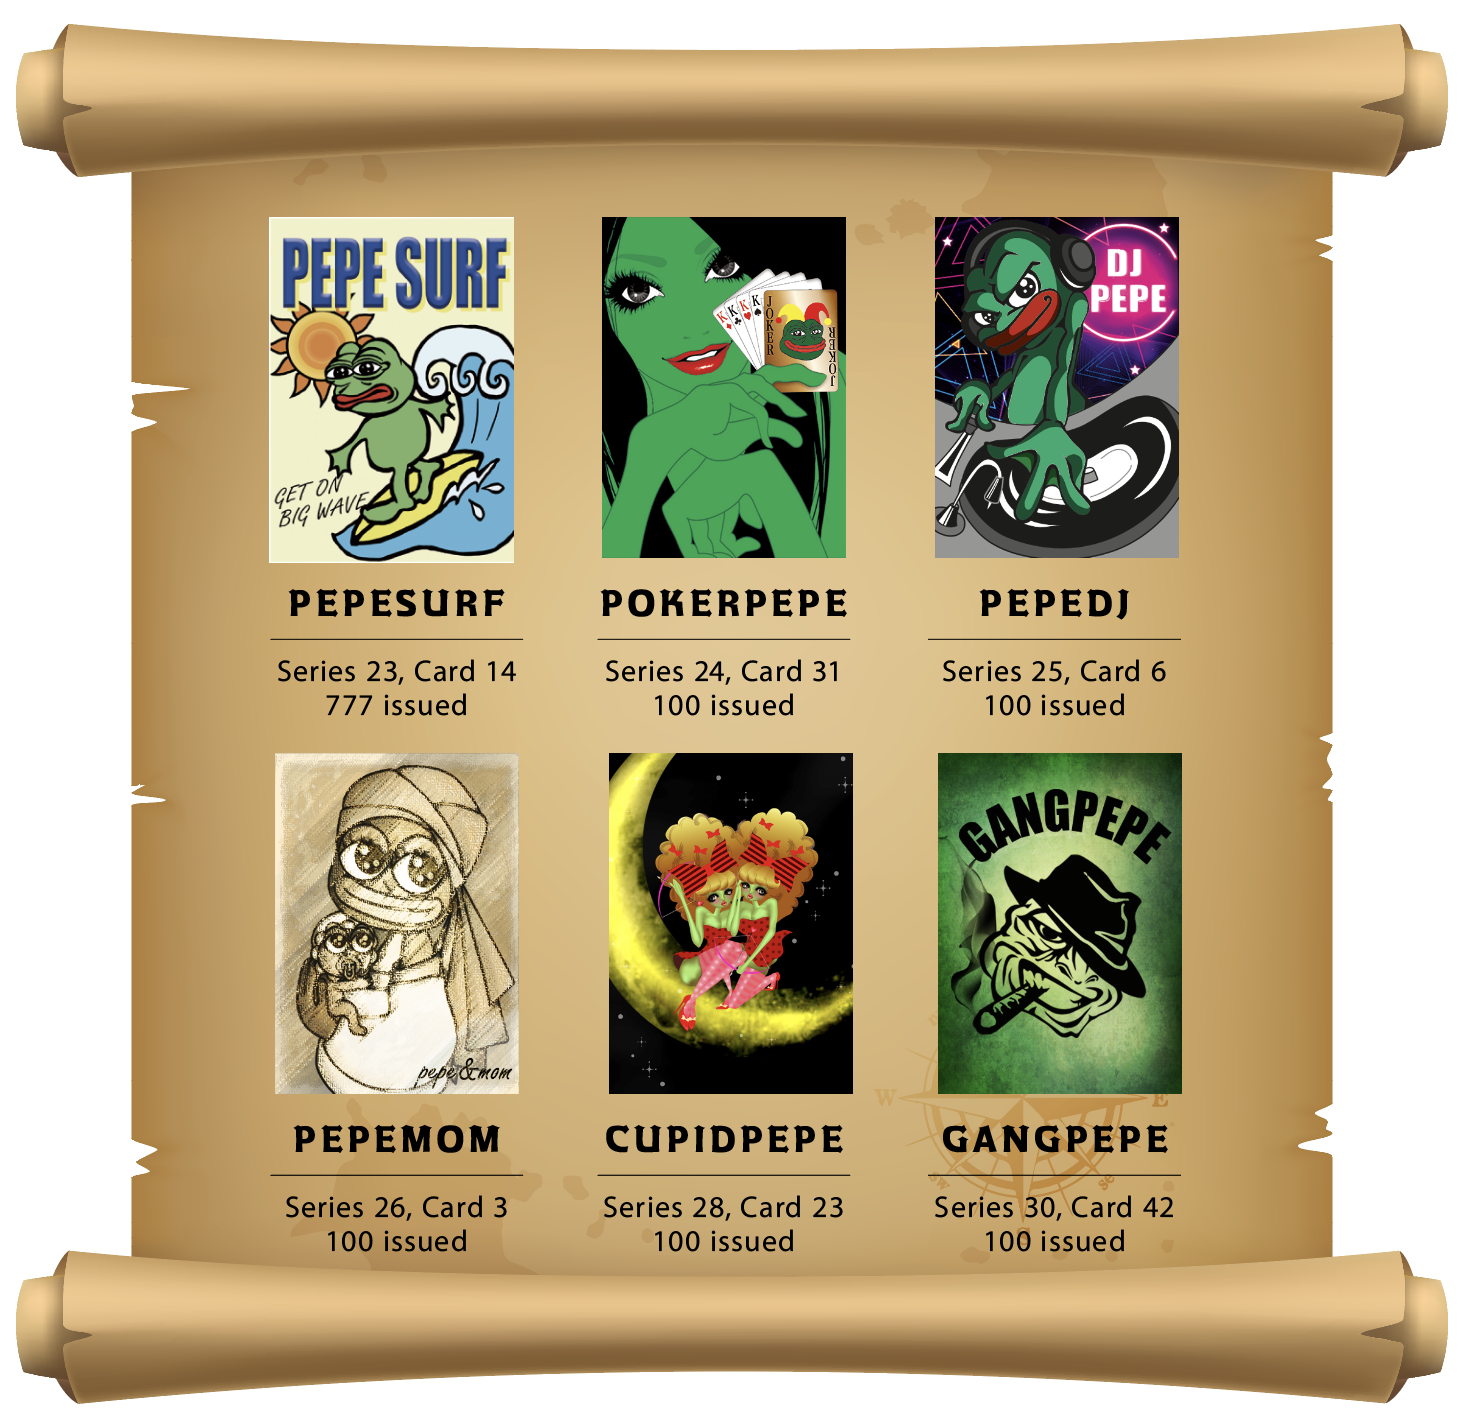 PEPE SURF
GET ON
BIG WAVE
K K K K
JOKER
JOKER
DJ
PEPE
PEPESURF
POKERPEPE
PEPEDJ
Series 23, Card 14
777 issued
Series 24, Card 31
100 issued
Series 25, Card 6
100 issued
pepe & mom
GANGPEPE
W
E
PEPEMOM
CUPIDPEPE
GANGPEPE
sw
se
S
Series 26, Card 3
100 issued
Series 28, Card 23
100 issued
Series 30, Card 42
100 issued